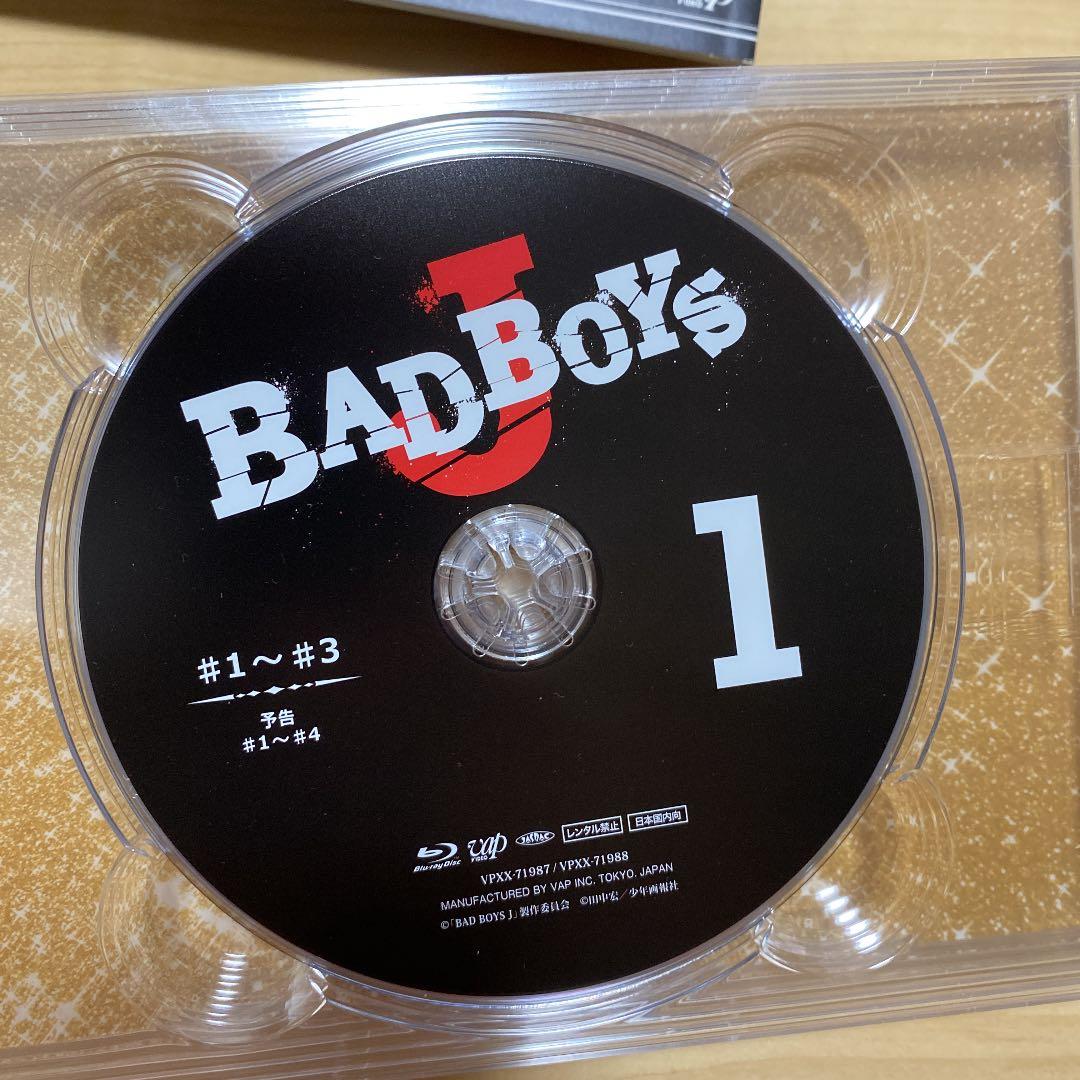 J
BADBOYS
1
#1～#3
予告
#1～#4
Blu-ray Disc vap VIDEO JASRAC レンタル禁止 日本国内向
VPXX-71987 / VPXX-71988
MANUFACTURED BY VAP INC. TOKYO. JAPAN
©「BAD BOYS J」製作委員会 ©田中宏／少年画報社